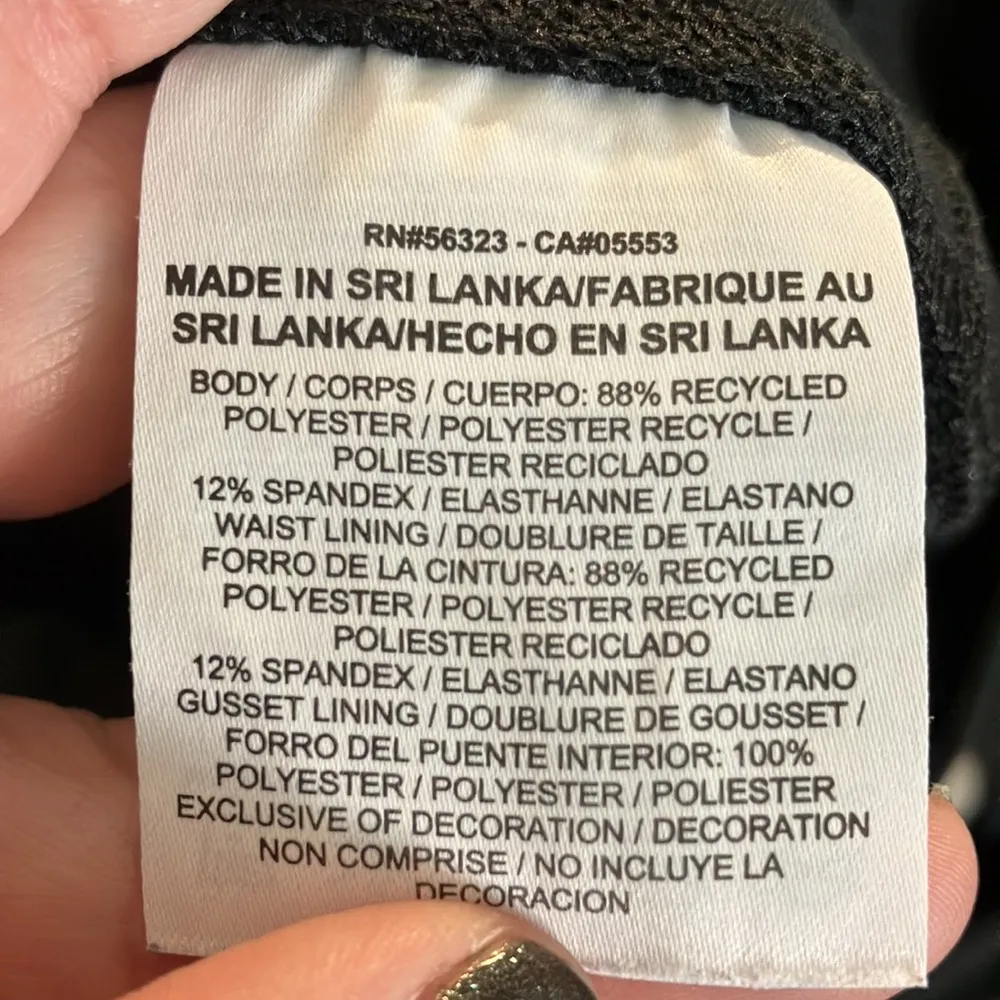 RN#56323 - CA#05553
MADE IN SRI LANKA/FABRIQUE AU
SRI LANKA/HECHO EN SRI LANKA
BODY / CORPS / CUERPO: 88% RECYCLED
POLYESTER / POLYESTER RECYCLE /
POLIESTER RECICLADO
12% SPANDEX / ELASTHANNE / ELASTANO
WAIST LINING / DOUBLURE DE TAILLE /
FORRO DE LA CINTURA: 88% RECYCLED
POLYESTER / POLYESTER RECYCLE /
POLIESTER RECICLADO
12% SPANDEX / ELASTHANNE / ELASTANO
GUSSET LINING / DOUBLURE DE GOUSSET /
FORRO DEL PUENTE INTERIOR: 100%
POLYESTER / POLYESTER / POLIESTER
EXCLUSIVE OF DECORATION / DECORATION
NON COMPRISE / NO INCLUYE LA
DECORACION